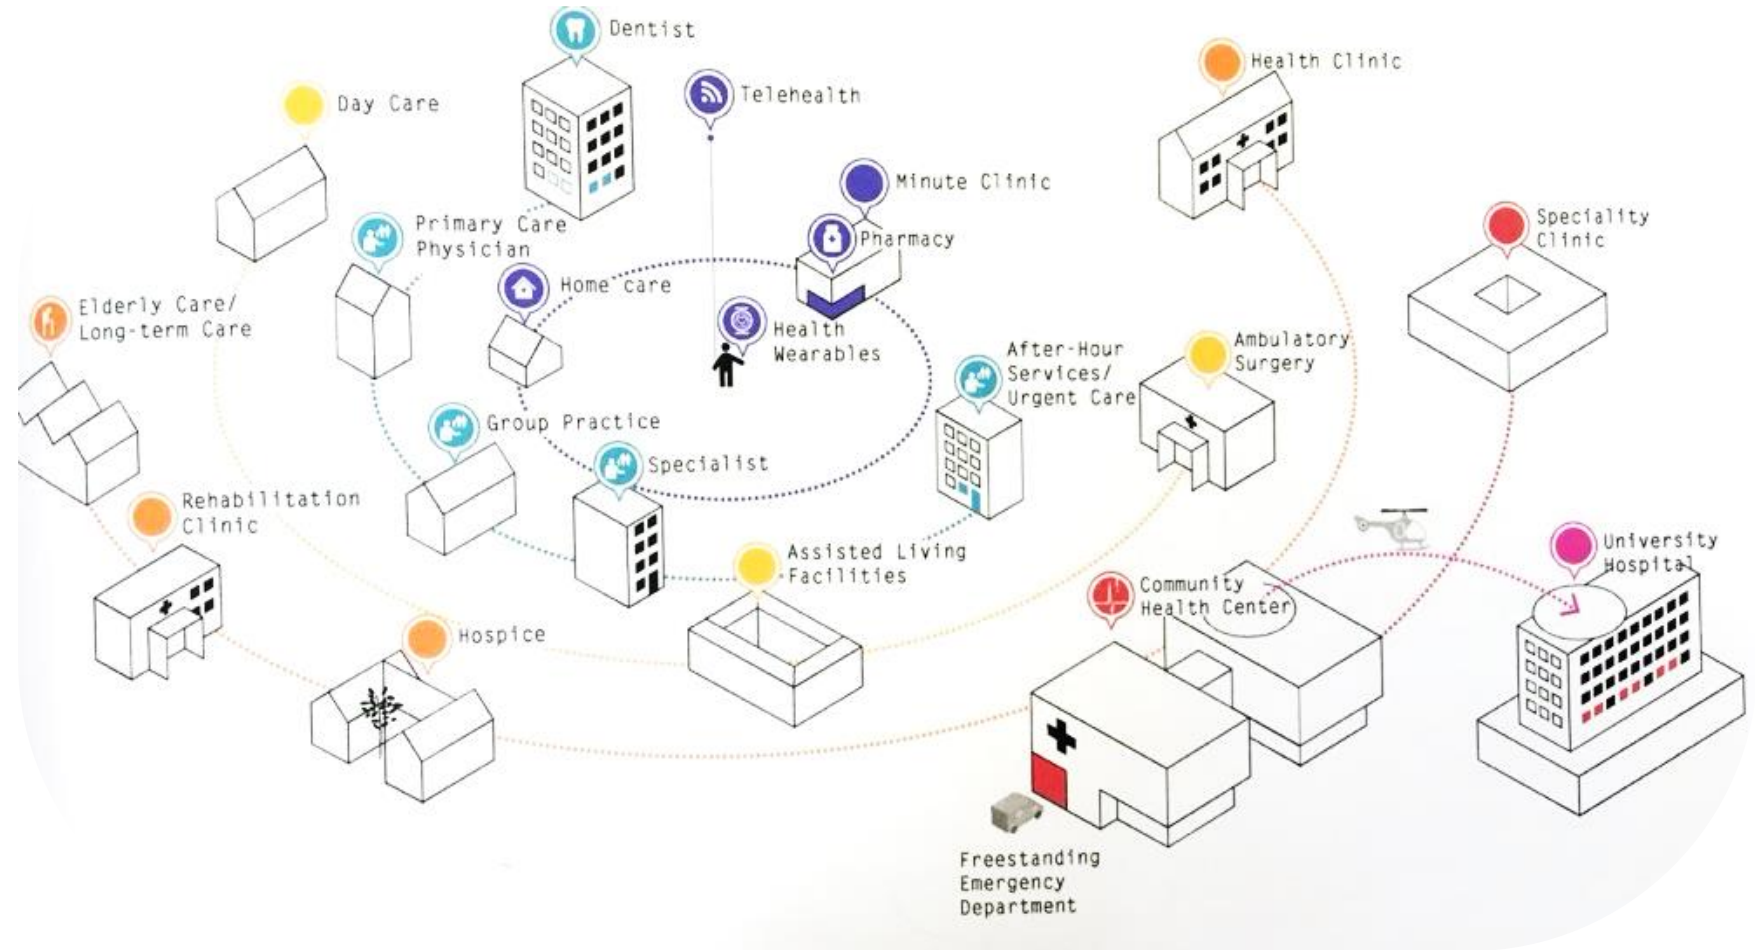 Dentist
Health Clinic
Telehealth
Day Care
Minute Clinic
Primary Care
Physician
Pharmacy
Speciality
Clinic
Home care
Elderly Care/
Long-term Care
Health
Wearables
After-Hour
Services/
Urgent Care
Ambulatory
Surgery
Group Practice
Specialist
Rehabilitation
Clinic
Assisted Living
Facilities
University
Hospital
Community
Health Center
Hospice
Freestanding
Emergency
Department